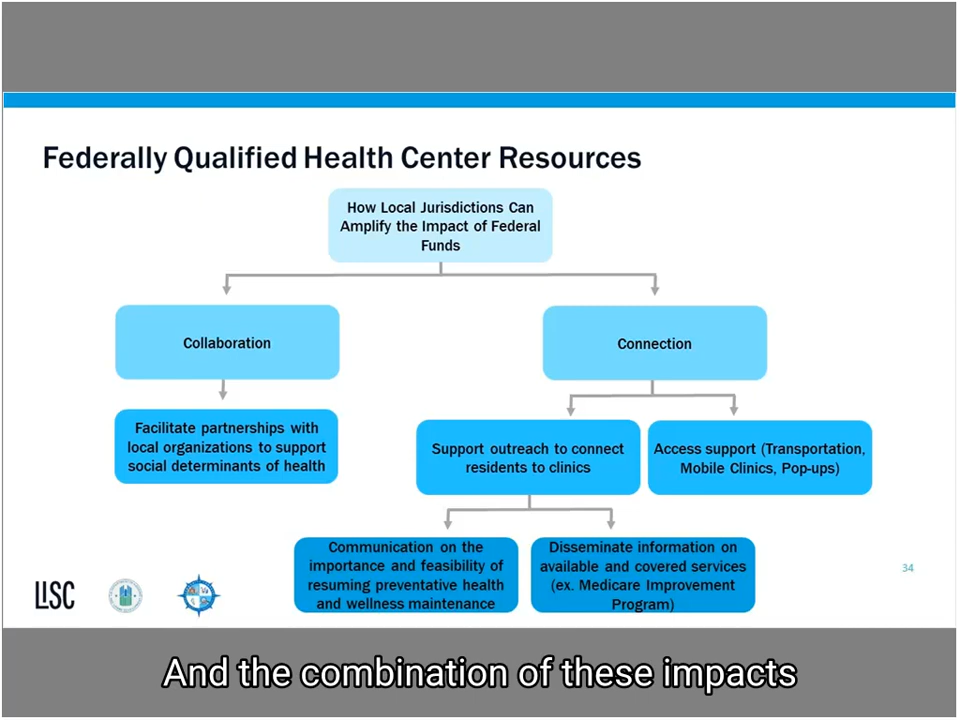 Federally Qualified Health Center Resources
How Local Jurisdictions Can
Amplify the Impact of Federal
Funds
Collaboration
Connection
Facilitate partnerships with
local organizations to support
social determinants of health
Support outreach to connect
residents to clinics
Access support (Transportation,
Mobile Clinics, Pop-ups)
Communication on the
importance and feasibility of
resuming preventative health
and wellness maintenance
Disseminate information on
available and covered services
(ex. Medicare Improvement
Program)
34
LISC
And the combination of these impacts